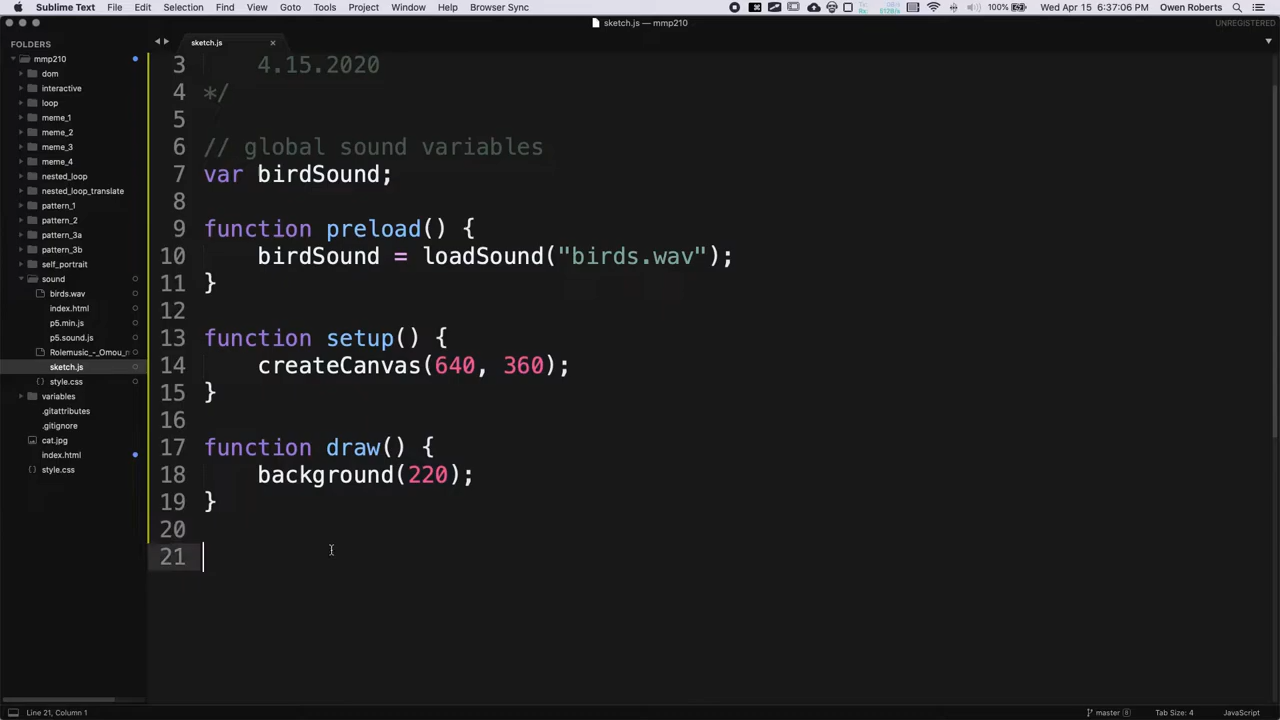 Sublime Text File Edit Selection Find View Goto Tools Project Window Help Browser Sync 100% Wed Apr 15 6:37:06 PM Owen Roberts
sketch.js — mmp210 UNREGISTERED
FOLDERS
mmp210
dom
interactive
loop
meme_1
meme_2
meme_3
meme_4
nested_loop
nested_loop_translate
pattern_1
pattern_2
pattern_3a
pattern_3b
self_portrait
sound
birds.wav
index.html
p5.min.js
p5.sound.js
Rolemusic_-_Omou_
sketch.js
style.css
variables
.gitattributes
.gitignore
cat.jpg
index.html
style.css
sketch.js
3 4.15.2020
4 */
5
6 // global sound variables
7 var birdSound;
8
9 function preload() {
10 birdSound = loadSound("birds.wav");
11 }
12
13 function setup() {
14 createCanvas(640, 360);
15 }
16
17 function draw() {
18 background(220);
19 }
20
21
Line 21, Column 1 master Tab Size: 4 JavaScript